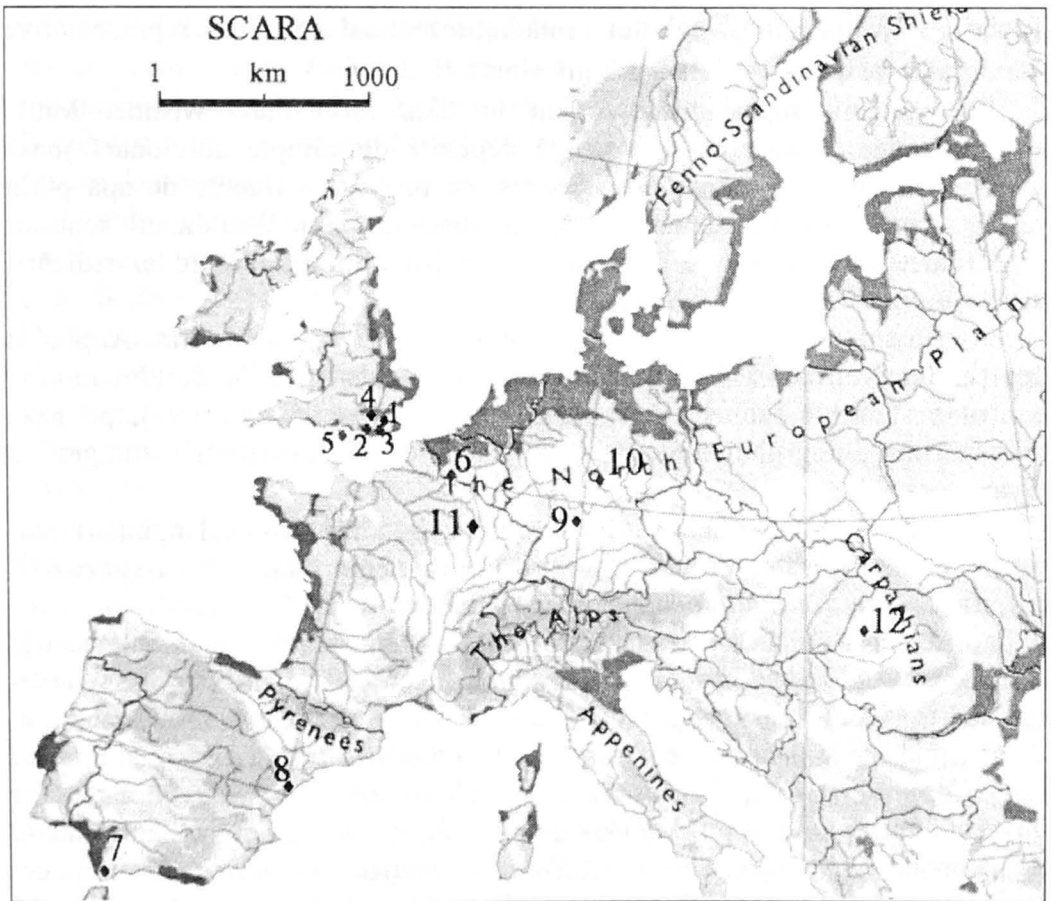 SCARA
1 km 1000
Fenno-Scandinavian Shield
The North European Plain
4
1
5 2 3
6
10
11
9
Carpathians
12
The Alps
Pyrenees
Appenines
8
7